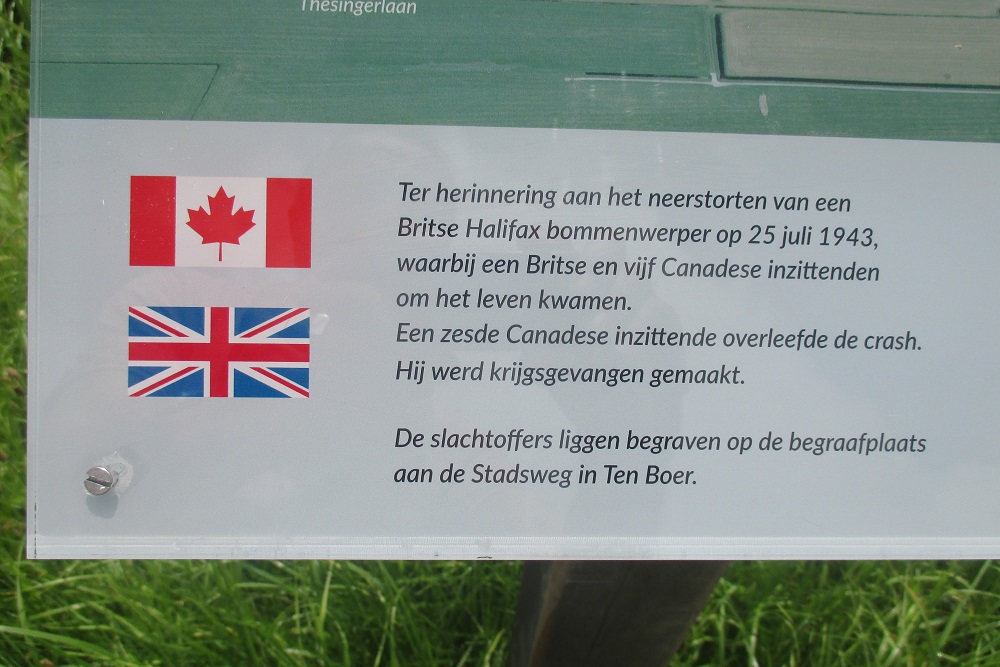 Thesingerlaan
Ter herinnering aan het neerstorten van een
Britse Halifax bommenwerper op 25 juli 1943,
waarbij een Britse en vijf Canadese inzittenden
om het leven kwamen.
Een zesde Canadese inzittende overleefde de crash.
Hij werd krijgsgevangen gemaakt.
De slachtoffers liggen begraven op de begraafplaats
aan de Stadsweg in Ten Boer.